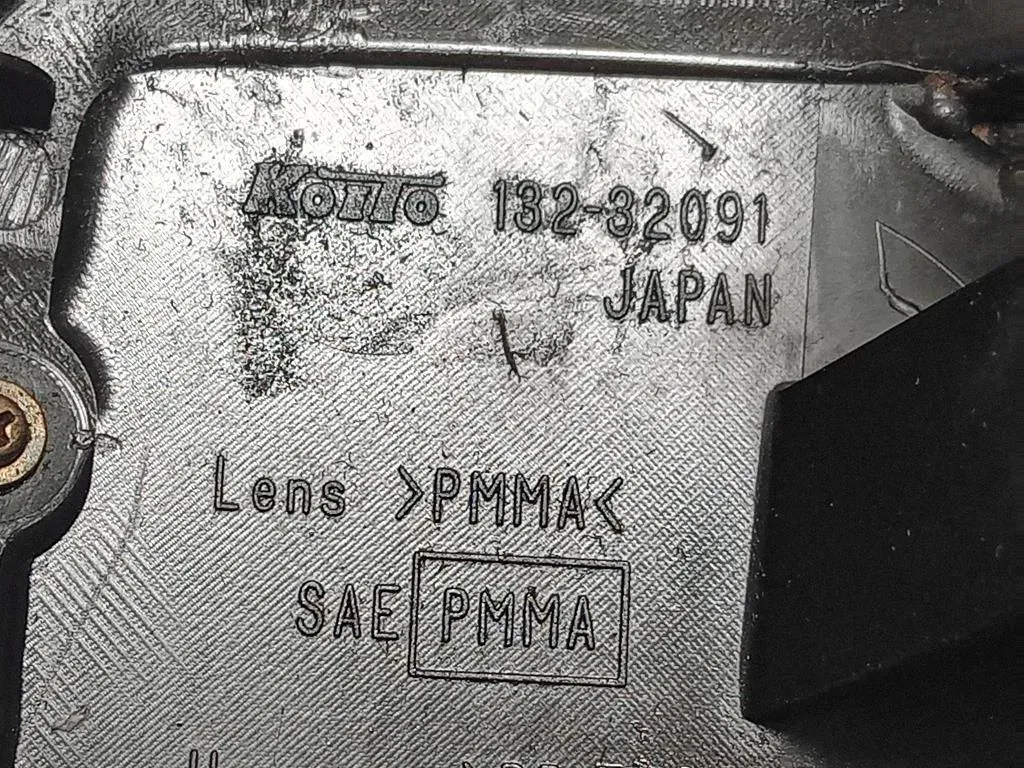 KOITO 132-32091
JAPAN
Lens >PMMA<
SAE PMMA